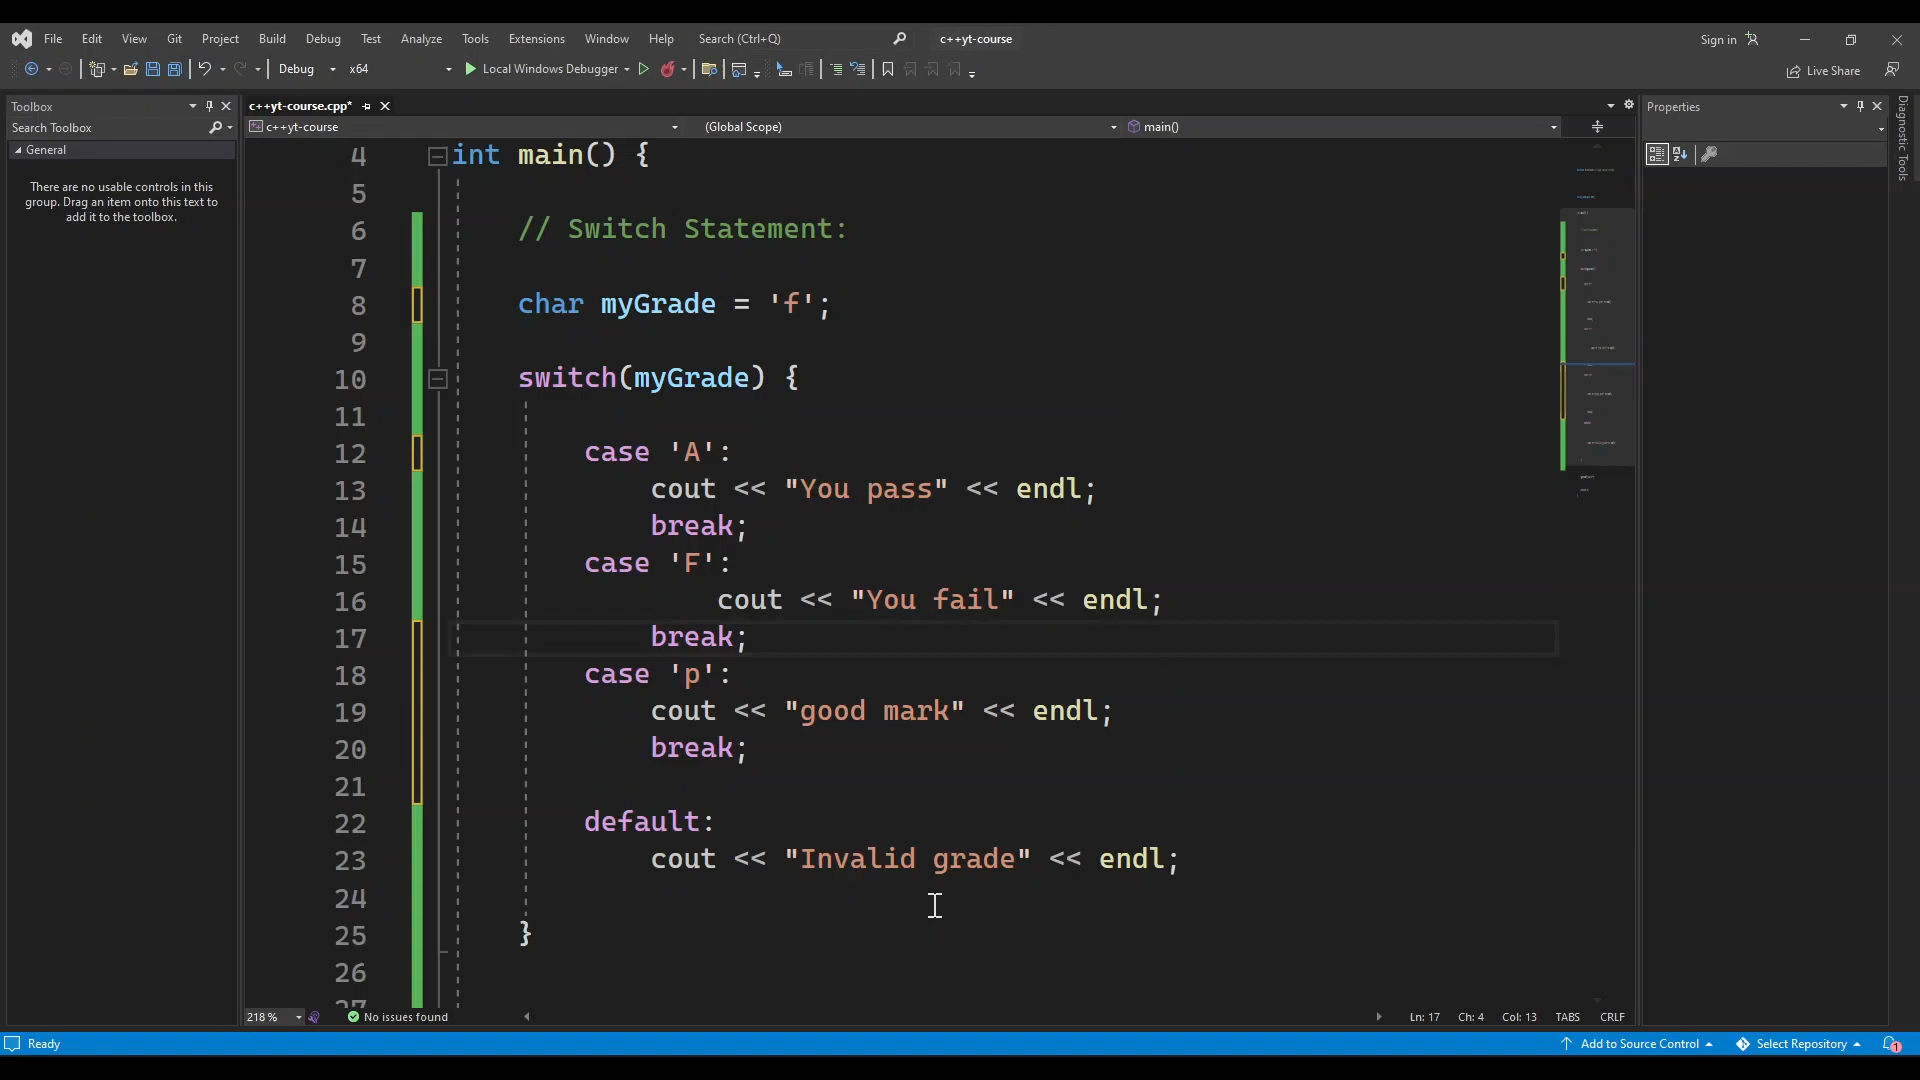 File Edit View Git Project Build Debug Test Analyze Tools Extensions Window Help Search (Ctrl+Q) c++yt-course Sign in
Debug x64 Local Windows Debugger Live Share
Toolbox
Search Toolbox
General
There are no usable controls in this
group. Drag an item onto this text to
add it to the toolbox.
c++yt-course.cpp*
c++yt-course (Global Scope) main()
4 int main() {
5
6 // Switch Statement:
7
8 char myGrade = 'f';
9
10 switch(myGrade) {
11
12 case 'A':
13 cout << "You pass" << endl;
14 break;
15 case 'F':
16 cout << "You fail" << endl;
17 break;
18 case 'p':
19 cout << "good mark" << endl;
20 break;
21
22 default:
23 cout << "Invalid grade" << endl;
24
25 }
26
27
218 % No issues found Ln: 17 Ch: 4 Col: 13 TABS CRLF
Properties
Diagnostic Tools
Ready Add to Source Control Select Repository 1